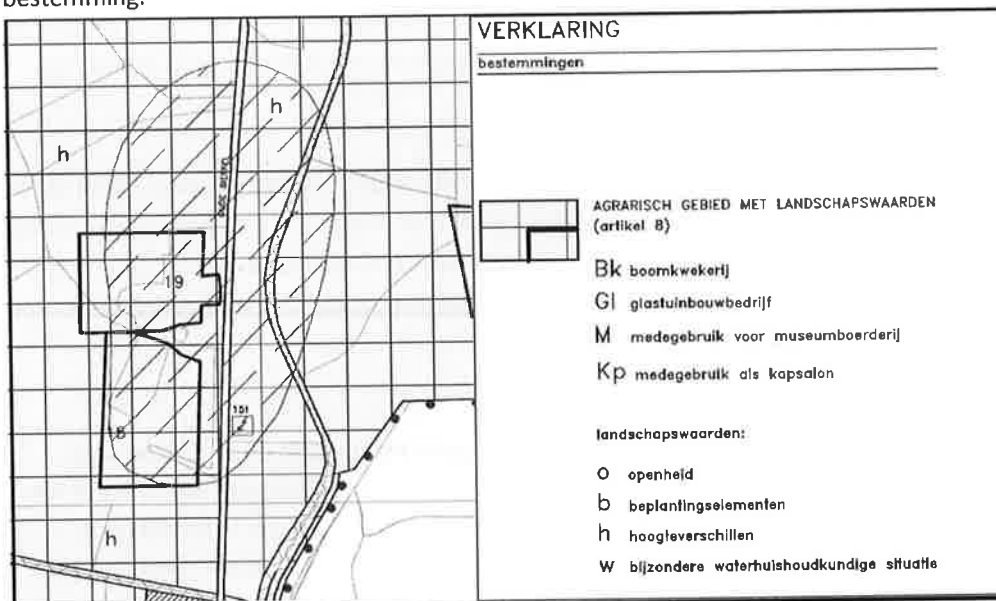 bestemming.
VERKLARING
bestemmingen
h
h
19
8
h
AGRARISCH GEBIED MET LANDSCHAPSWAARDEN
(artikel 8)
Bk boomkwekerij
Gl glastuinbouwbedrijf
M medegebruik voor museumboerderij
Kp medegebruik als kapsalon
landschapswaarden:
O openheid
b beplantingselementen
h hoogteverschillen
W bijzondere waterhuishoudkundige situatie